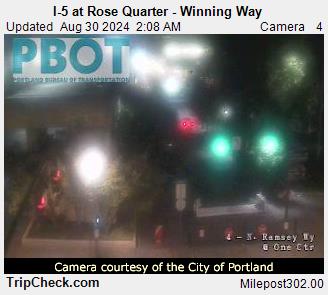 I-5 at Rose Quarter - Winning Way
Updated Aug 30 2024 2:08 AM Camera 4
PBOT
PORTLAND BUREAU OF TRANSPORTATION
4 - N. Ramsey Wy
@ One Ctr
Camera courtesy of the City of Portland
TripCheck.com Milepost302.00